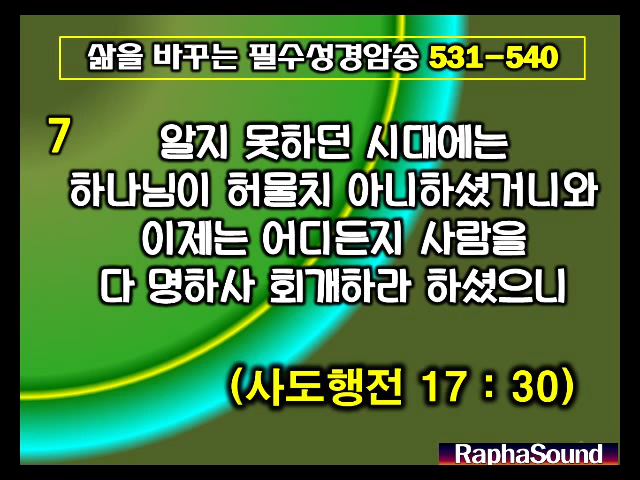 삶을 바꾸는 필수성경암송 531-540
7
알지 못하던 시대에는
하나님이 허물치 아니하셨거니와
이제는 어디든지 사람을
다 명하사 회개하라 하셨으니
(사도행전 17 : 30)
RaphaSound